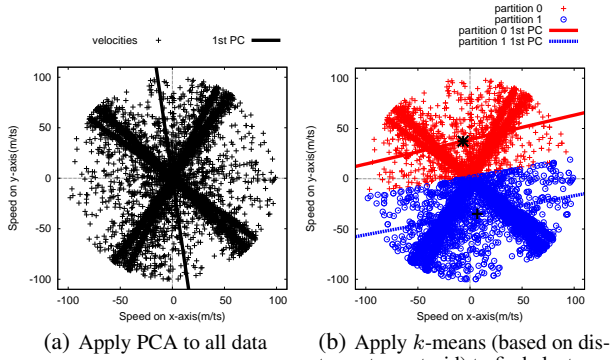 velocities
1st PC
100
50
0
-50
-100
-100
-50
0
50
100
Speed on y-axis(m/ts)
Speed on x-axis(m/ts)
(a) Apply PCA to all data
partition 0
partition 1
partition 0 1st PC
partition 1 1st PC
100
50
0
-50
-100
-100
-50
0
50
100
Speed on y-axis(m/ts)
Speed on x-axis(m/ts)
(b) Apply k-means (based on dis-